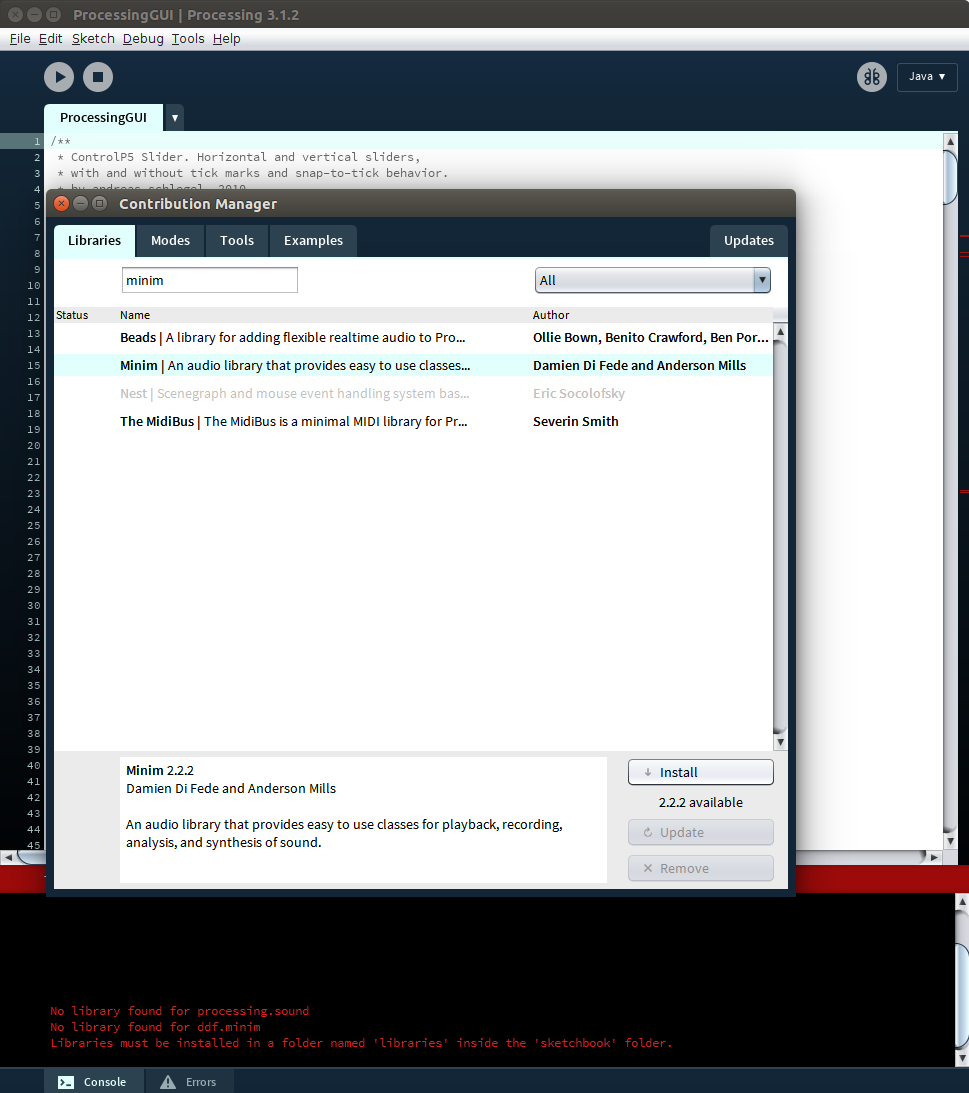 ProcessingGUI | Processing 3.1.2
File Edit Sketch Debug Tools Help
Java ▼
ProcessingGUI ▼
1 /**
2 * ControlP5 Slider. Horizontal and vertical sliders,
3 * with and without tick marks and snap-to-tick behavior.
4 * by andreas schlegel, 2010
5
6
7
8
9
10
11
12
13
14
15
16
17
18
19
20
21
22
23
24
25
26
27
28
29
30
31
32
33
34
35
36
37
38
39
40
41
42
43
44
45
Contribution Manager
Libraries Modes Tools Examples Updates
minim All
Status Name Author
Beads | A library for adding flexible realtime audio to Pro... Ollie Bown, Benito Crawford, Ben Por...
Minim | An audio library that provides easy to use classes... Damien Di Fede and Anderson Mills
Nest | Scenegraph and mouse event handling system bas... Eric Socolofsky
The MidiBus | The MidiBus is a minimal MIDI library for Pr... Severin Smith
Minim 2.2.2
Damien Di Fede and Anderson Mills
An audio library that provides easy to use classes for playback, recording,
analysis, and synthesis of sound.
Install
2.2.2 available
Update
Remove
No library found for processing.sound
No library found for ddf.minim
Libraries must be installed in a folder named 'libraries' inside the 'sketchbook' folder.
Console Errors